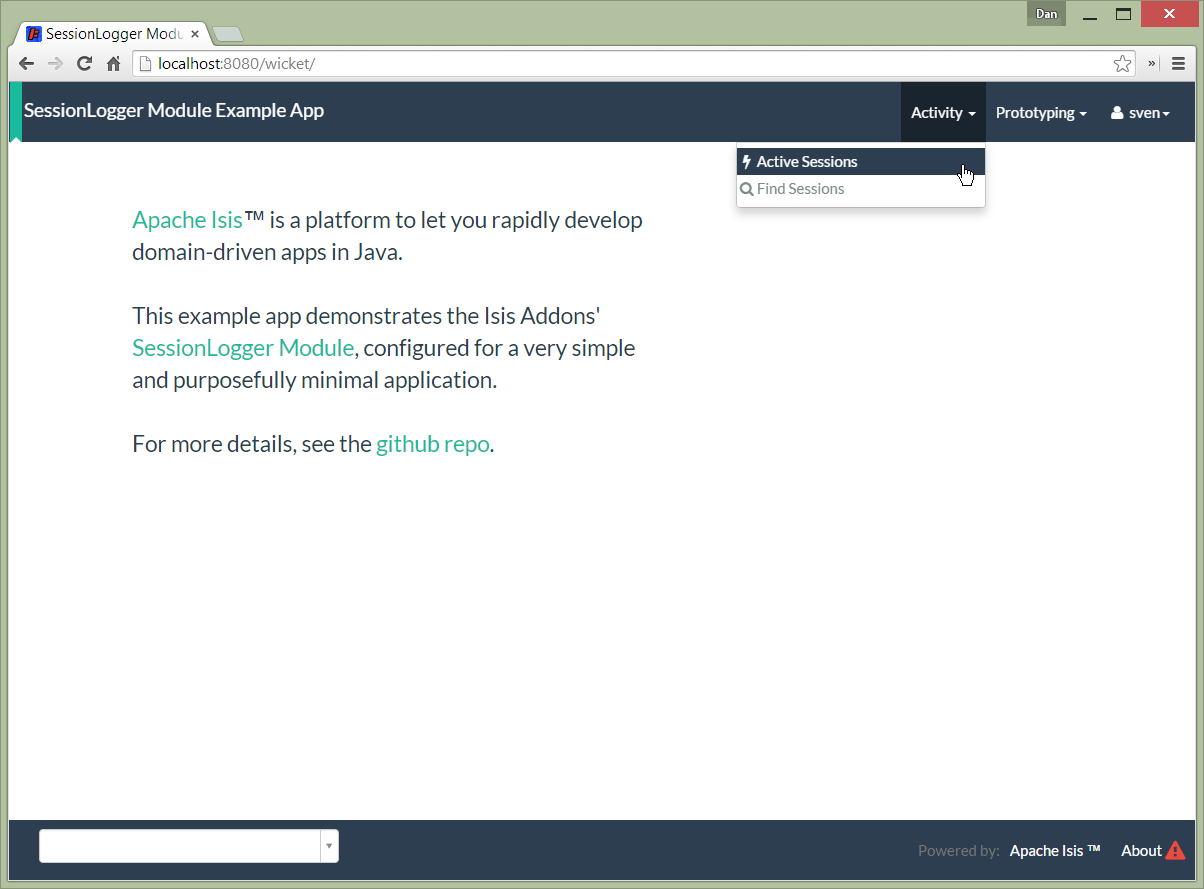 Dan
SessionLogger Modu
localhost:8080/wicket/
SessionLogger Module Example App
Activity
Prototyping
sven
Active Sessions
Find Sessions
Apache Isis™ is a platform to let you rapidly develop
domain-driven apps in Java.
This example app demonstrates the Isis Addons'
SessionLogger Module, configured for a very simple
and purposefully minimal application.
For more details, see the github repo.
Powered by: Apache Isis ™ About